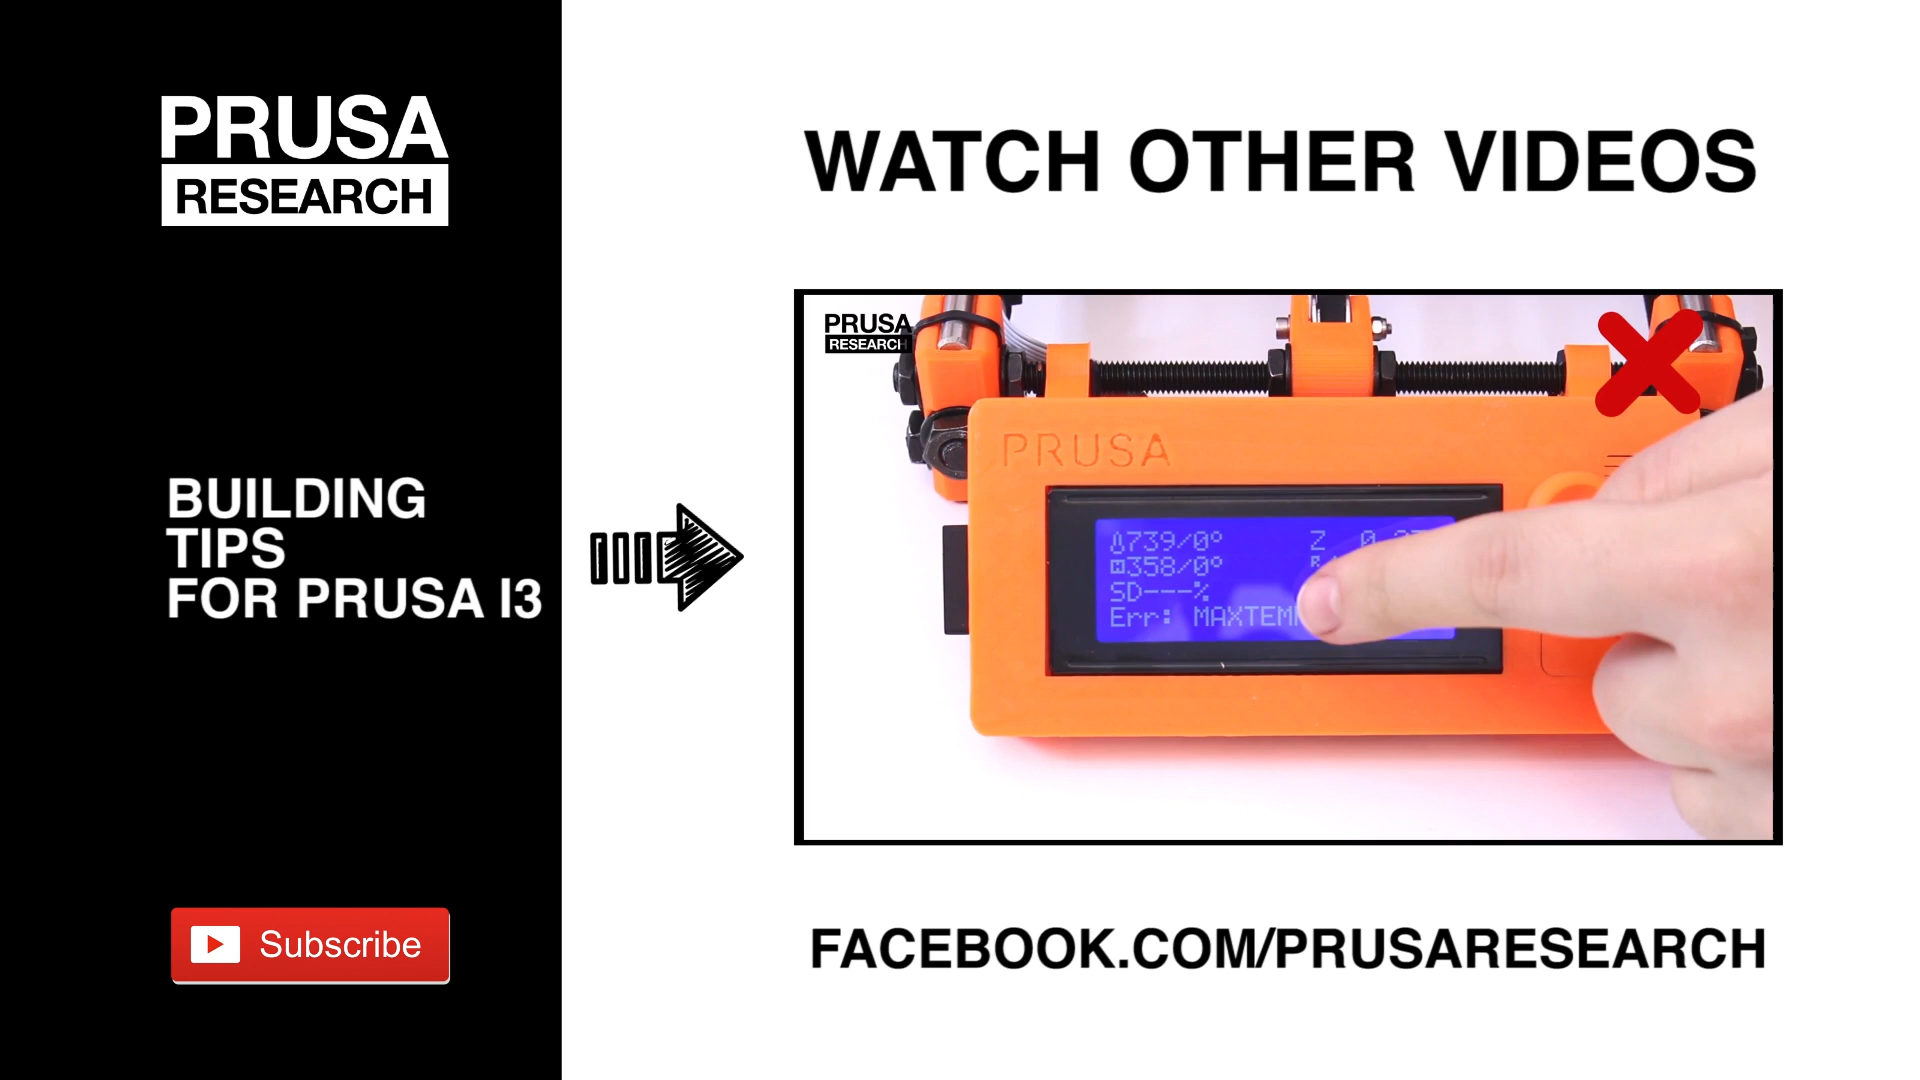 PRUSA
RESEARCH
BUILDING
TIPS
FOR PRUSA I3
Subscribe
WATCH OTHER VIDEOS
PRUSA
RESEARCH
PRUSA
739/0° Z
358/0°
SD---%
Err:
FACEBOOK.COM/PRUSARESEARCH